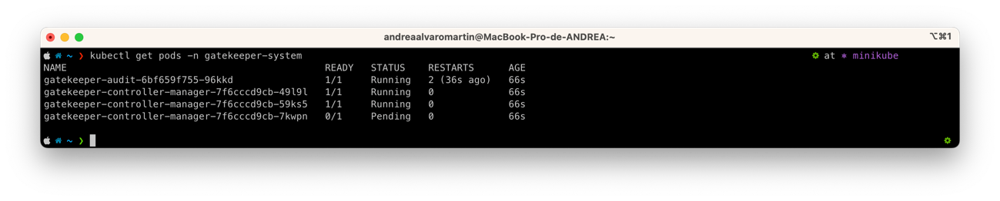 andreaalvaromartin@MacBook-Pro-de-ANDREA:~ ⌥⌘1
~ ❯ kubectl get pods -n gatekeeper-system at ⎈ minikube
NAME READY STATUS RESTARTS AGE
gatekeeper-audit-6bf659f755-96kkd 1/1 Running 2 (36s ago) 66s
gatekeeper-controller-manager-7f6cccd9cb-49l9l 1/1 Running 0 66s
gatekeeper-controller-manager-7f6cccd9cb-59ks5 1/1 Running 0 66s
gatekeeper-controller-manager-7f6cccd9cb-7kwpn 0/1 Pending 0 66s
~ ❯